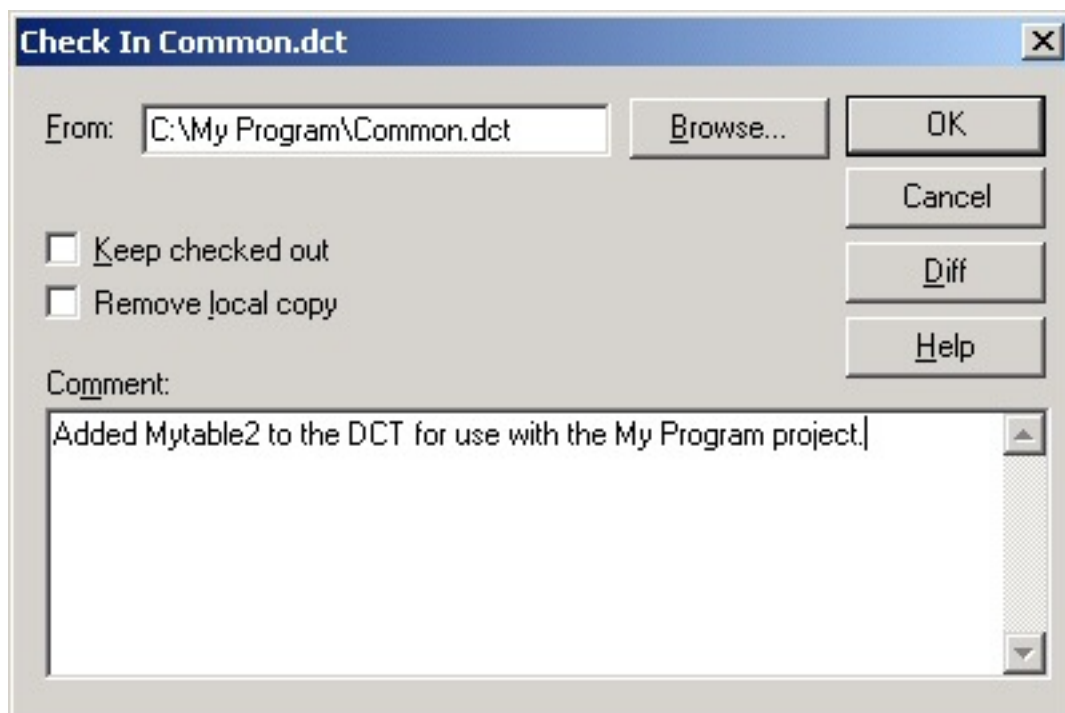 Check In Common.dct
From: C:\My Program\Common.dct Browse... OK
Cancel
Keep checked out
Diff
Remove local copy
Help
Comment:
Added Mytable2 to the DCT for use with the My Program project.